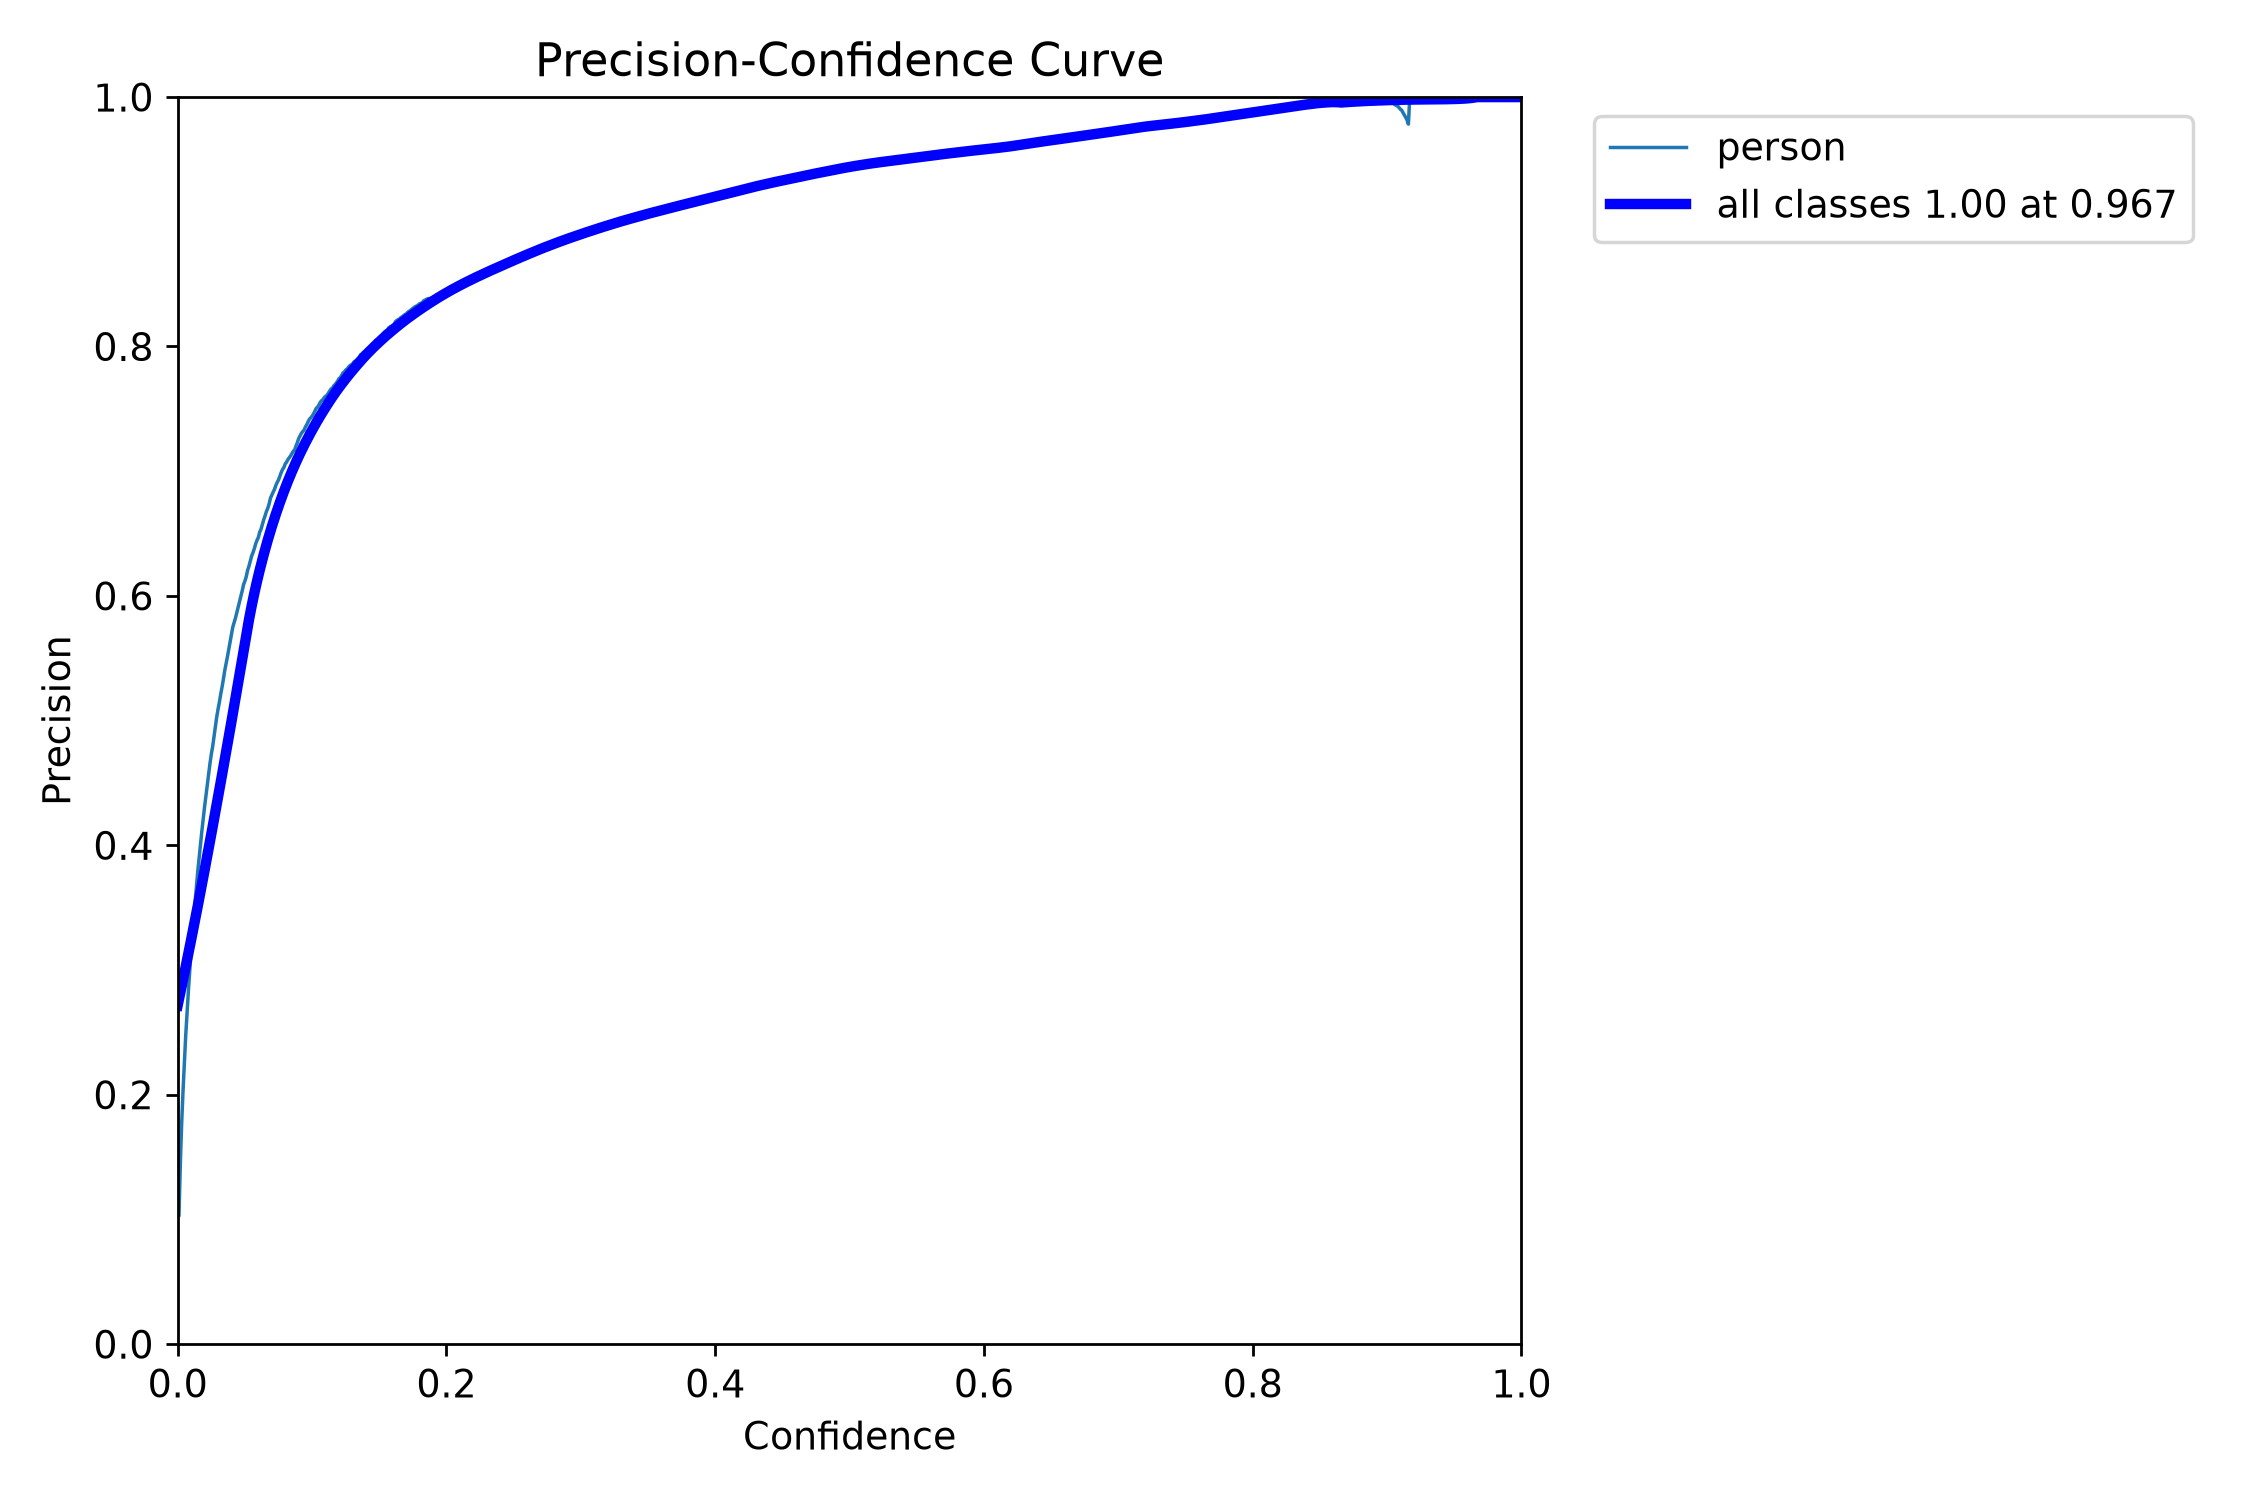 Precision-Confidence Curve
person
all classes 1.00 at 0.967
1.0
0.8
0.6
0.4
0.2
0.0
Precision
0.0 0.2 0.4 0.6 0.8 1.0
Confidence